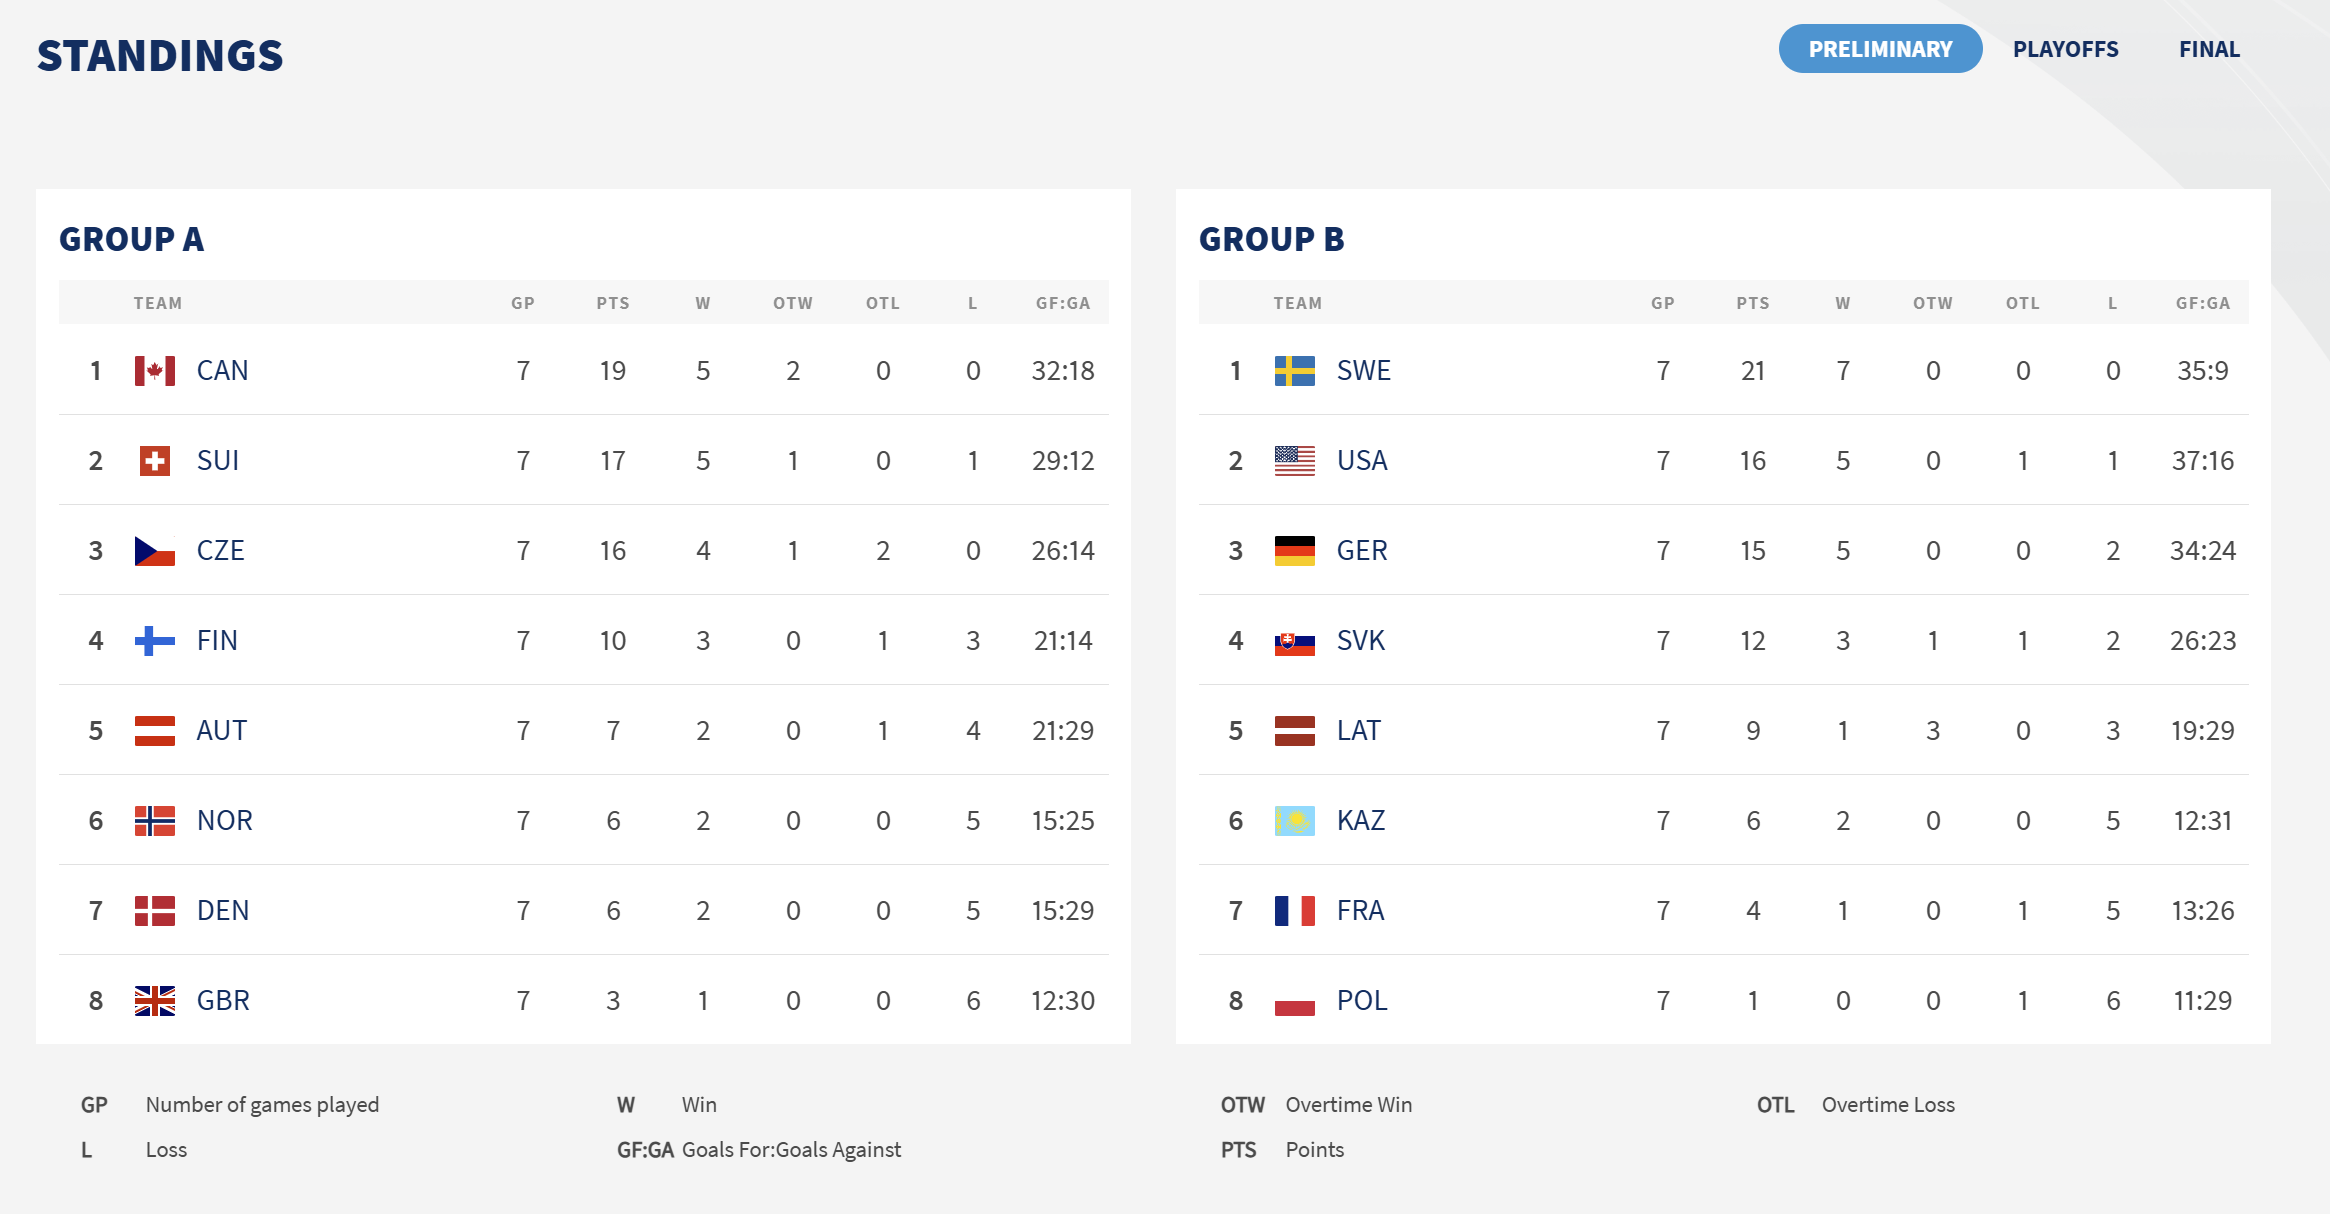 STANDINGS
PRELIMINARY PLAYOFFS FINAL
GROUP A
TEAM GP PTS W OTW OTL L GF:GA
1 CAN 7 19 5 2 0 0 32:18
2 SUI 7 17 5 1 0 1 29:12
3 CZE 7 16 4 1 2 0 26:14
4 FIN 7 10 3 0 1 3 21:14
5 AUT 7 7 2 0 1 4 21:29
6 NOR 7 6 2 0 0 5 15:25
7 DEN 7 6 2 0 0 5 15:29
8 GBR 7 3 1 0 0 6 12:30
GROUP B
TEAM GP PTS W OTW OTL L GF:GA
1 SWE 7 21 7 0 0 0 35:9
2 USA 7 16 5 0 1 1 37:16
3 GER 7 15 5 0 0 2 34:24
4 SVK 7 12 3 1 1 2 26:23
5 LAT 7 9 1 3 0 3 19:29
6 KAZ 7 6 2 0 0 5 12:31
7 FRA 7 4 1 0 1 5 13:26
8 POL 7 1 0 0 1 6 11:29
GP Number of games played W Win OTW Overtime Win OTL Overtime Loss
L Loss GF:GA Goals For:Goals Against PTS Points